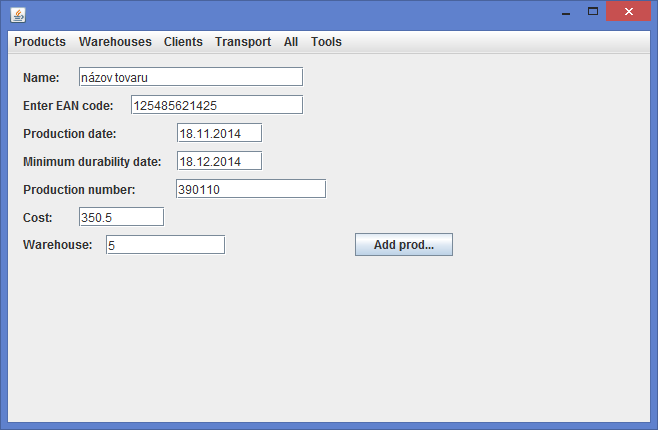 Products Warehouses Clients Transport All Tools
Name: názov tovaru
Enter EAN code: 125485621425
Production date: 18.11.2014
Minimum durability date: 18.12.2014
Production number: 390110
Cost: 350.5
Warehouse: 5 Add prod...